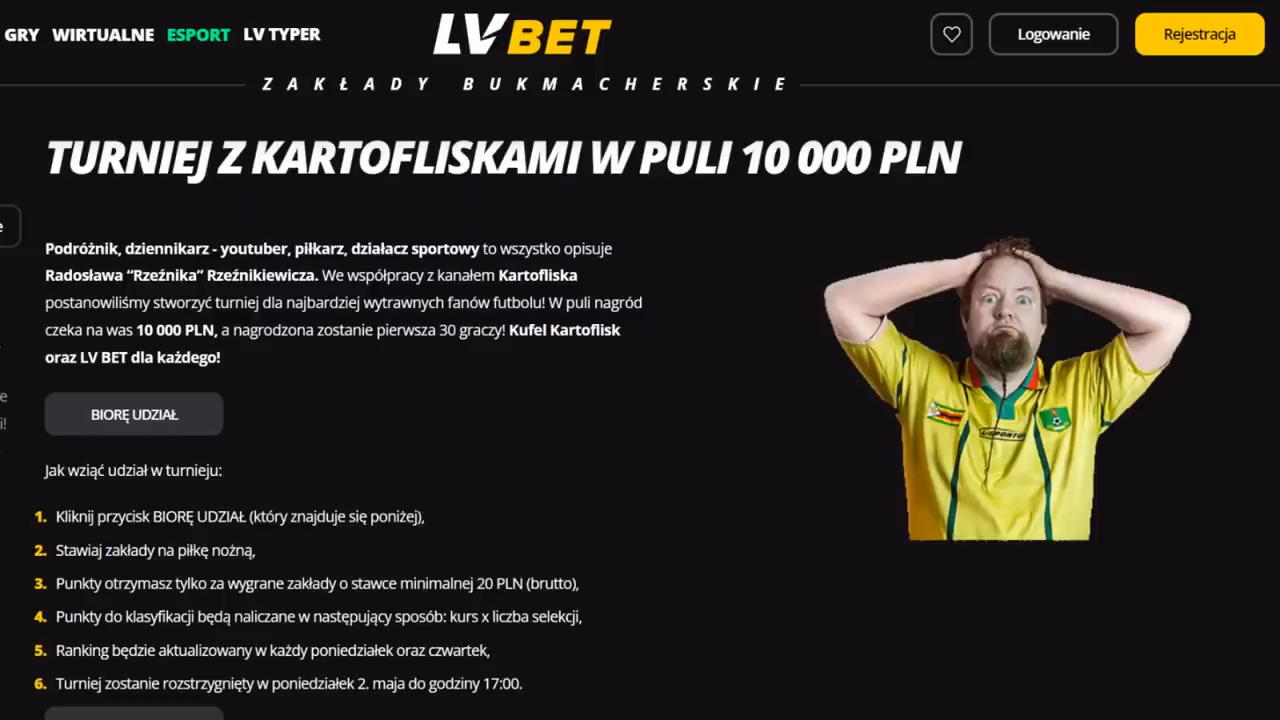 GRY WIRTUALNE ESPORT LV TYPER
LVBET
Logowanie
Rejestracja
ZAKŁADY BUKMACHERSKIE
TURNIEJ Z KARTOFLISKAMI W PULI 10 000 PLN
e
Podróżnik, dziennikarz - youtuber, piłkarz, działacz sportowy to wszystko opisuje
Radosława “Rzeźnika” Rzeźnikiewicza. We współpracy z kanałem Kartofliska
postanowiliśmy stworzyć turniej dla najbardziej wytrawnych fanów futbolu! W puli nagród
czeka na was 10 000 PLN, a nagrodzona zostanie pierwsza 30 graczy! Kufel Kartoflisk
oraz LV BET dla każdego!
e
i!
BIORĘ UDZIAŁ
Jak wziąć udział w turnieju:
1. Kliknij przycisk BIORĘ UDZIAŁ (który znajduje się poniżej),
2. Stawiaj zakłady na piłkę nożną,
3. Punkty otrzymasz tylko za wygrane zakłady o stawce minimalnej 20 PLN (brutto),
4. Punkty do klasyfikacji będą naliczane w następujący sposób: kurs x liczba selekcji,
5. Ranking będzie aktualizowany w każdy poniedziałek oraz czwartek,
6. Turniej zostanie rozstrzygnięty w poniedziałek 2. maja do godziny 17:00.